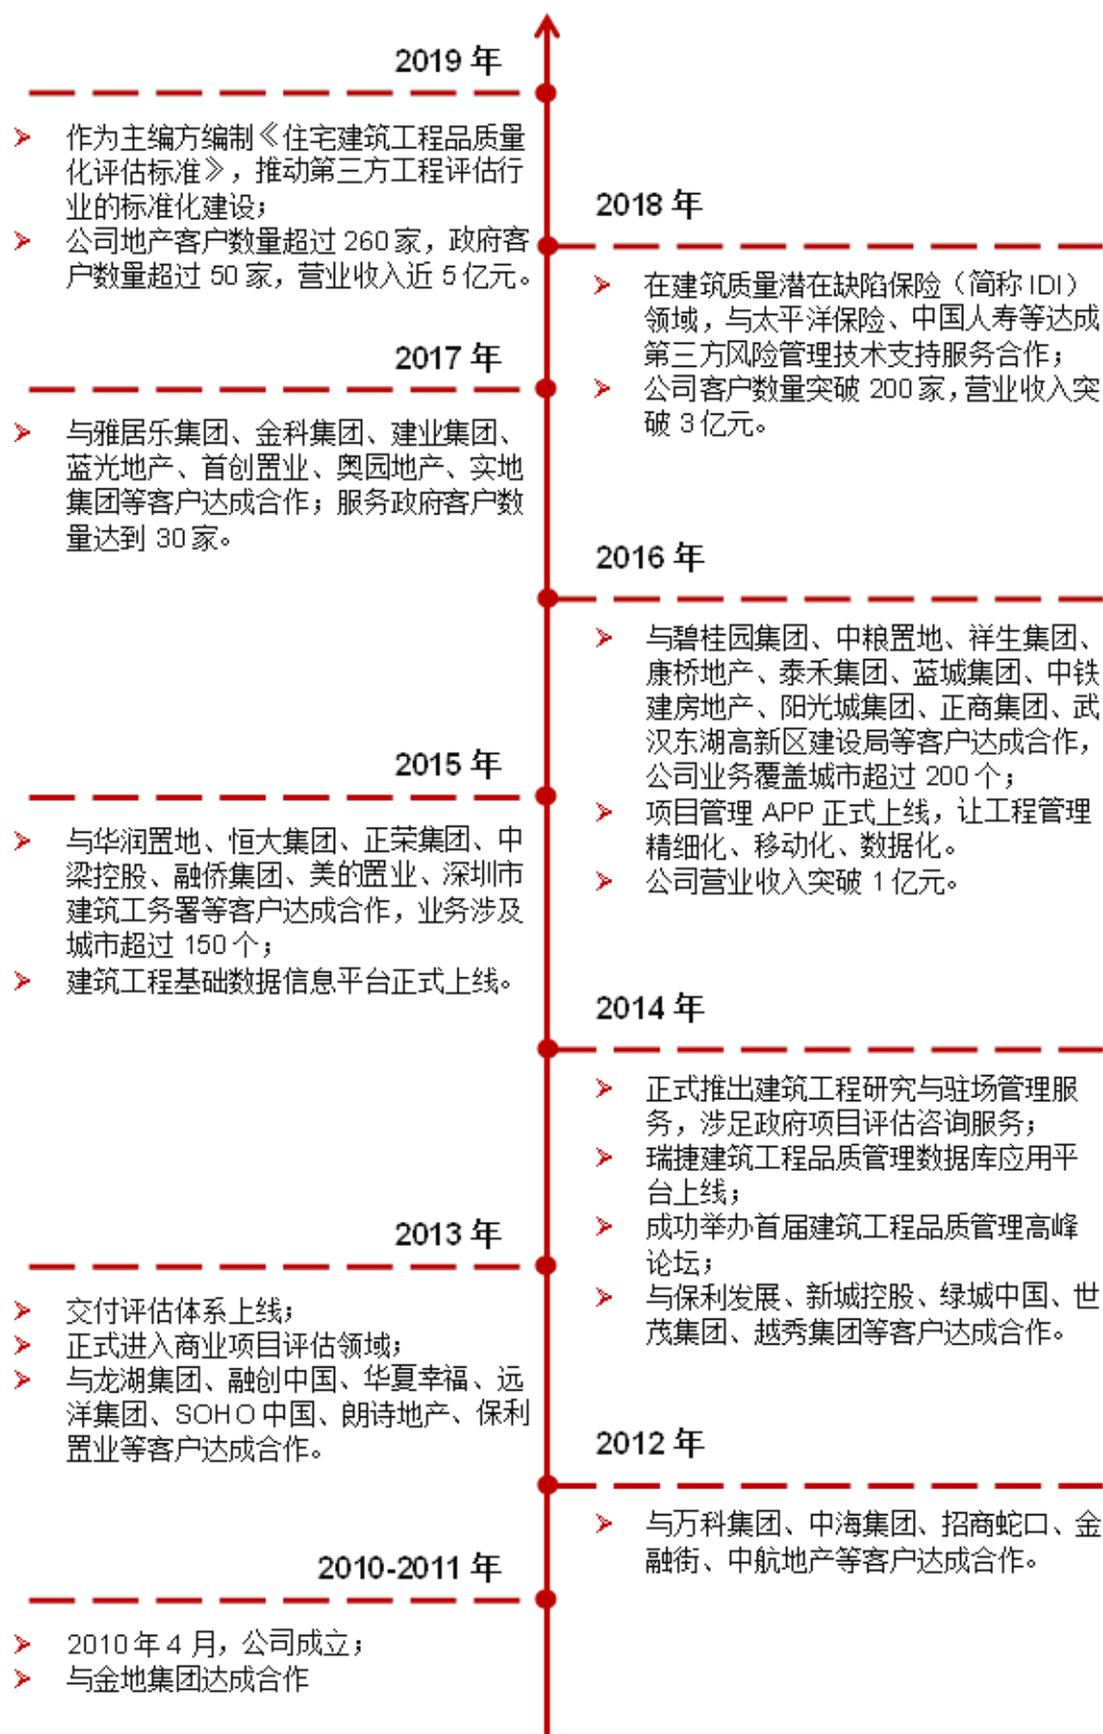 2019 年
作为主编方编制《住宅建筑工程品质量
化评估标准》，推动第三方工程评估行
业的标准化建设；
公司地产客户数量超过 260 家，政府客
户数量超过 50 家，营业收入近 5 亿元。
2018 年
在建筑质量潜在缺陷保险（简称 IDI）
领域，与太平洋保险、中国人寿等达成
第三方风险管理技术支持服务合作；
公司客户数量突破 200 家，营业收入突
破 3 亿元。
2017 年
与雅居乐集团、金科集团、建业集团、
蓝光地产、首创置业、奥园地产、实地
集团等客户达成合作；服务政府客户数
量达到 30 家。
2016 年
与碧桂园集团、中粮置地、祥生集团、
康桥地产、泰禾集团、蓝城集团、中铁
建房地产、阳光城集团、正商集团、武
汉东湖高新区建设局等客户达成合作，
公司业务覆盖城市超过 200 个；
项目管理 APP 正式上线，让工程管理
精细化、移动化、数据化。
公司营业收入突破 1 亿元。
2015 年
与华润置地、恒大集团、正荣集团、中
梁控股、融侨集团、美的置业、深圳市
建筑工务署等客户达成合作，业务涉及
城市超过 150 个；
建筑工程基础数据信息平台正式上线。
2014 年
正式推出建筑工程研究与驻场管理服
务，涉足政府项目评估咨询服务；
瑞捷建筑工程品质管理数据库应用平
台上线；
成功举办首届建筑工程品质管理高峰
论坛；
与保利发展、新城控股、绿城中国、世
茂集团、越秀集团等客户达成合作。
2013 年
交付评估体系上线；
正式进入商业项目评估领域；
与龙湖集团、融创中国、华夏幸福、远
洋集团、SOHO 中国、朗诗地产、保利
置业等客户达成合作。
2012 年
与万科集团、中海集团、招商蛇口、金
融街、中航地产等客户达成合作。
2010-2011 年
2010 年 4 月，公司成立；
与金地集团达成合作